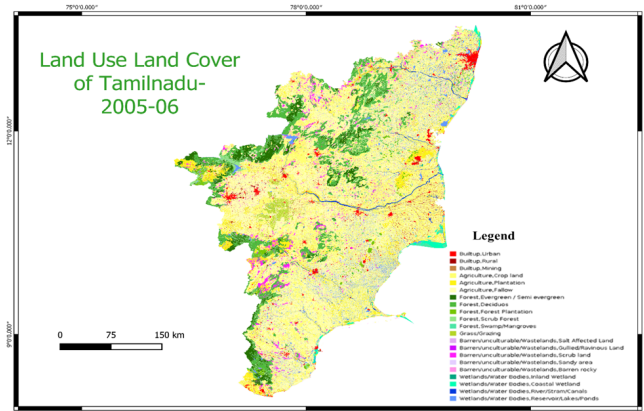 75°0'0.000"
78°0'0.000"
81°0'0.000"
Land Use Land Cover
of Tamilnadu-
2005-06
12°0'0.000"
9°0'0.000"
0 75 150 km
Legend
Builtup,Urban
Builtup,Rural
Builtup,Mining
Agriculture,Crop land
Agriculture,Plantation
Agriculture,Fallow
Forest,Evergreen / Semi evergreen
Forest,Deciduos
Forest,Forest Plantation
Forest,Scrub Forest
Forest,Swamp/Mangroves
Grass/Grazing
Barren/unculturable/Wastelands,Salt Affected Land
Barren/unculturable/Wastelands,Gullied/Ravinous Land
Barren/unculturable/Wastelands,Scrub land
Barren/unculturable/Wastelands,Sandy area
Barren/unculturable/Wastelands,Barren rocky
Wetlands/Water Bodies,Inland Wetland
Wetlands/Water Bodies,Coastal Wetland
Wetlands/Water Bodies,River/Stram/Canals
Wetlands/Water Bodies,Reservoir/Lakes/Ponds